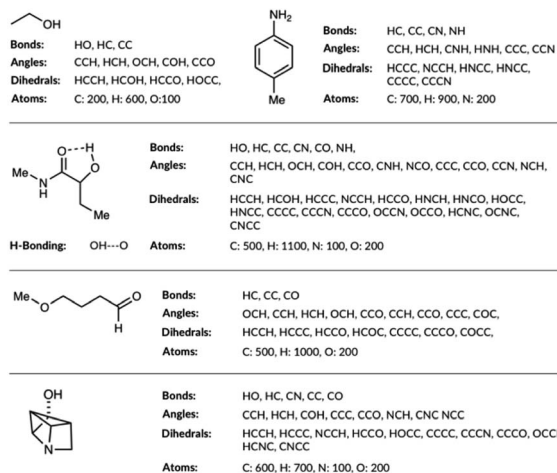 OH
Bonds: HO, HC, CC
Angles: CCH, HCH, OCH, COH, CCO
Dihedrals: HCCH, HCOH, HCCO, HOCC,
Atoms: C: 200, H: 600, O:100
NH2
Me
Bonds: HC, CC, CN, NH
Angles: CCH, HCH, CNH, HNH, CCC, CCN
Dihedrals: HCCC, NCCH, HNCC, HNCC,
CCCC, CCCN
Atoms: C: 700, H: 900, N: 200
O H
Me N H O
Me
H-Bonding: OH---O
Bonds: HO, HC, CC, CN, CO, NH,
Angles: CCH, HCH, OCH, COH, CCO, CNH, NCO, CCC, CCO, CCN, NCH,
CNC
Dihedrals: HCCH, HCOH, HCCC, NCCH, HCCO, HNCH, HNCO, HOCC,
HNCC, CCCC, CCCN, CCCO, OCCN, OCCO, HCNC, OCNC,
CNCC
Atoms: C: 500, H: 1100, N: 100, O: 200
Me O O
H
Bonds: HC, CC, CO
Angles: OCH, CCH, HCH, OCH, CCO, CCH, CCO, CCC, COC,
Dihedrals: HCCH, HCCC, HCCO, HCOC, CCCC, CCCO, COCC,
Atoms: C: 500, H: 1000, O: 200
OH
N
Bonds: HO, HC, CN, CC, CO
Angles: CCH, HCH, COH, CCC, CCO, NCH, CNC NCC
Dihedrals: HCCH, HCCC, NCCH, HCCO, HOCC, CCCC, CCCN, CCCO, OCC
HCNC, CNCC
Atoms: C: 600, H: 700, N: 100, O: 200